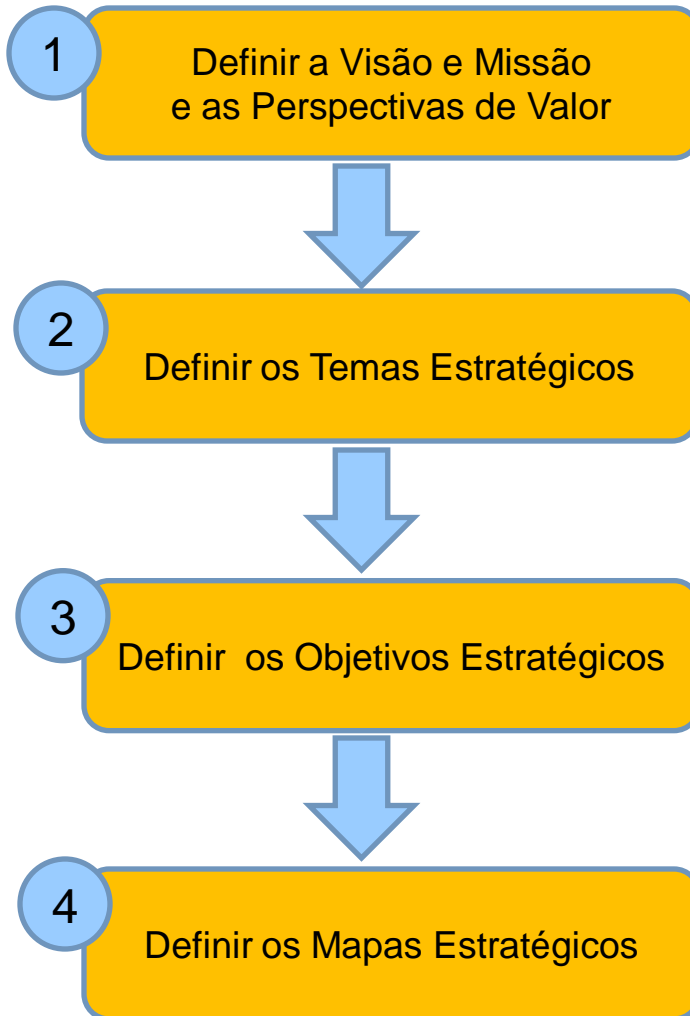 1
Definir a Visão e Missão
e as Perspectivas de Valor
2
Definir os Temas Estratégicos
3
Definir os Objetivos Estratégicos
4
Definir os Mapas Estratégicos